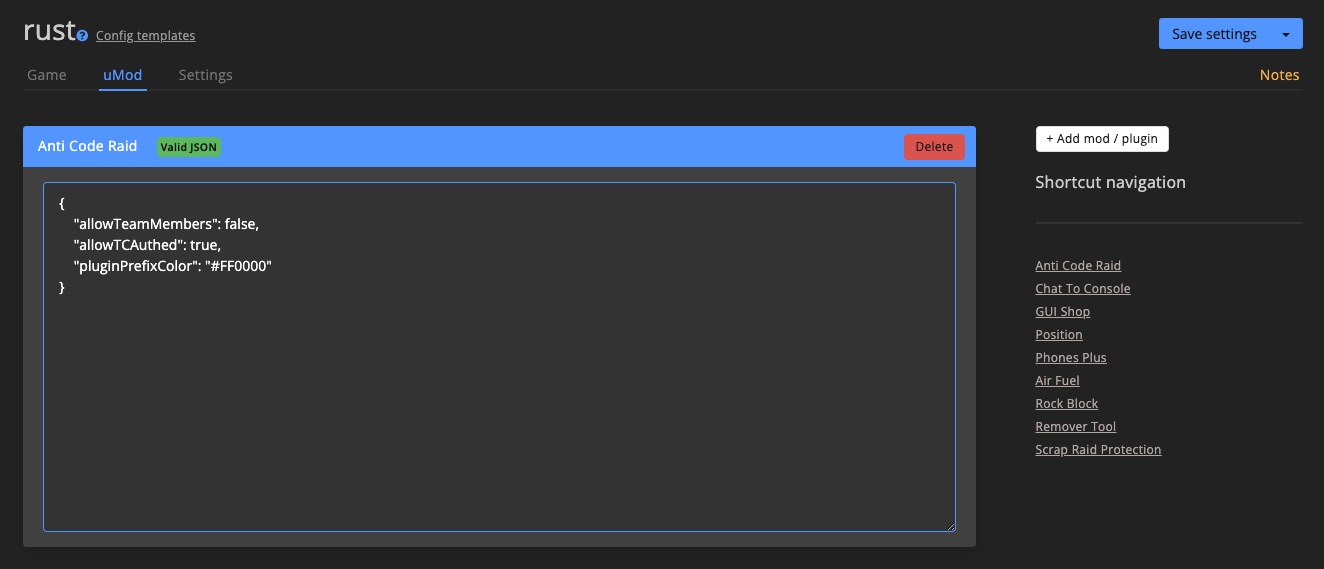 rust
Config templates
Save settings
Game
uMod
Settings
Notes
Anti Code Raid
Valid JSON
Delete
{
"allowTeamMembers": false,
"allowTCAuthed": true,
"pluginPrefixColor": "#FF0000"
}
+ Add mod / plugin
Shortcut navigation
Anti Code Raid
Chat To Console
GUI Shop
Position
Phones Plus
Air Fuel
Rock Block
Remover Tool
Scrap Raid Protection